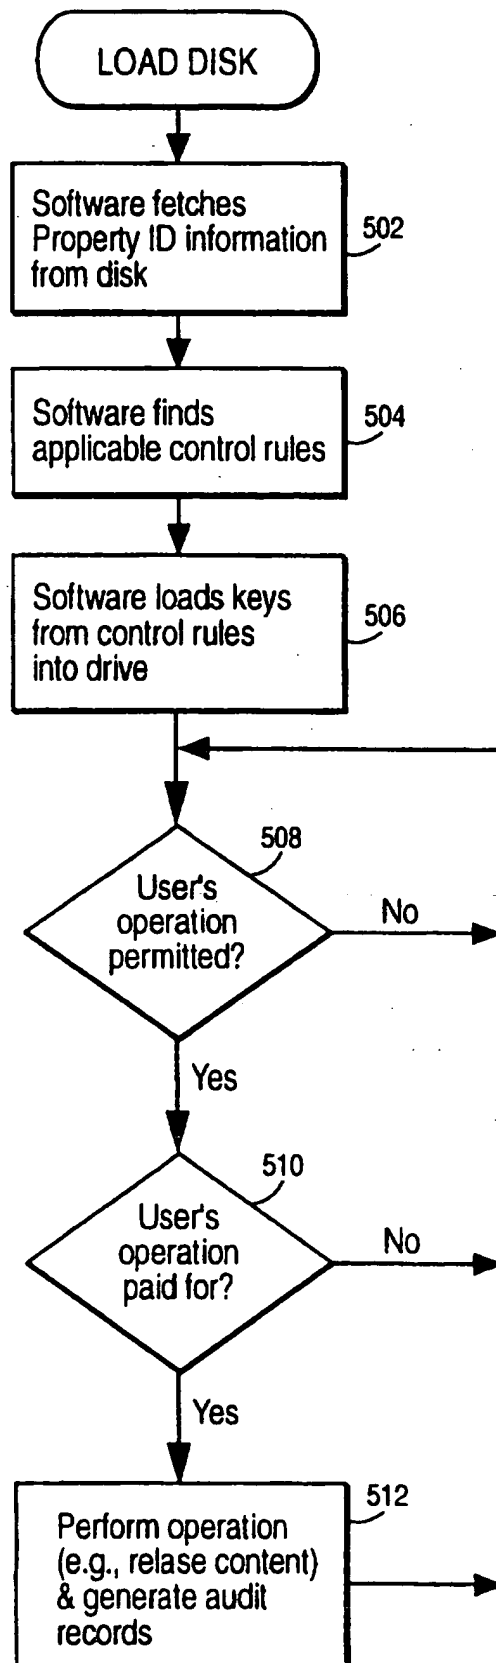 LOAD DISK
Software fetches
Property ID information
from disk
502
Software finds
applicable control rules
504
Software loads keys
from control rules
into drive
506
508
User's
operation
permitted?
No
Yes
510
User's
operation
paid for?
No
Yes
512
Perform operation
(e.g., relase content)
& generate audit
records